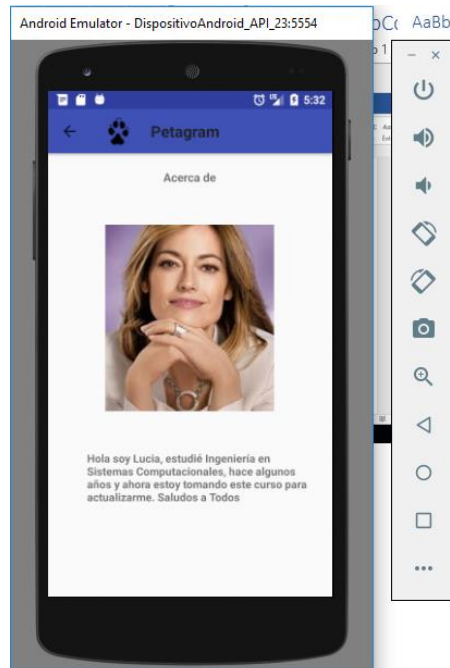 Android Emulator - DispositivoAndroid_API_23:5554
AaBb
5:32
Petagram
Acerca de
Hola soy Lucia, estudié Ingeniería en
Sistemas Computacionales, hace algunos
años y ahora estoy tomando este curso para
actualizarme. Saludos a Todos